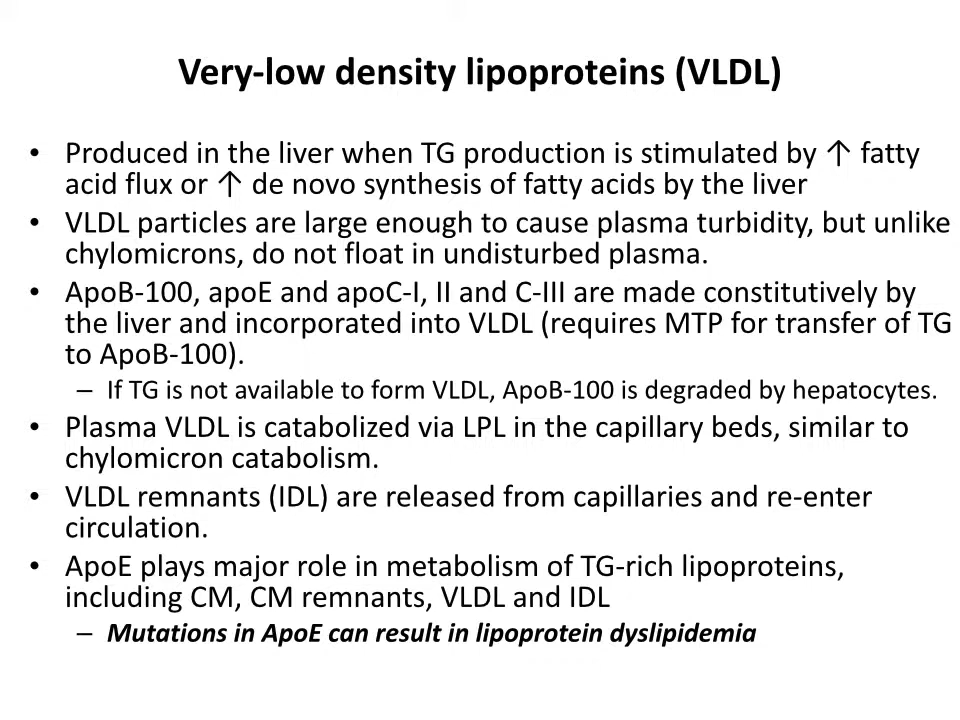 Very-low density lipoproteins (VLDL)
• Produced in the liver when TG production is stimulated by ↑ fatty
acid flux or ↑ de novo synthesis of fatty acids by the liver
• VLDL particles are large enough to cause plasma turbidity, but unlike
chylomicrons, do not float in undisturbed plasma.
• ApoB-100, apoE and apoC-I, II and C-III are made constitutively by
the liver and incorporated into VLDL (requires MTP for transfer of TG
to ApoB-100).
– If TG is not available to form VLDL, ApoB-100 is degraded by hepatocytes.
• Plasma VLDL is catabolized via LPL in the capillary beds, similar to
chylomicron catabolism.
• VLDL remnants (IDL) are released from capillaries and re-enter
circulation.
• ApoE plays major role in metabolism of TG-rich lipoproteins,
including CM, CM remnants, VLDL and IDL
– Mutations in ApoE can result in lipoprotein dyslipidemia